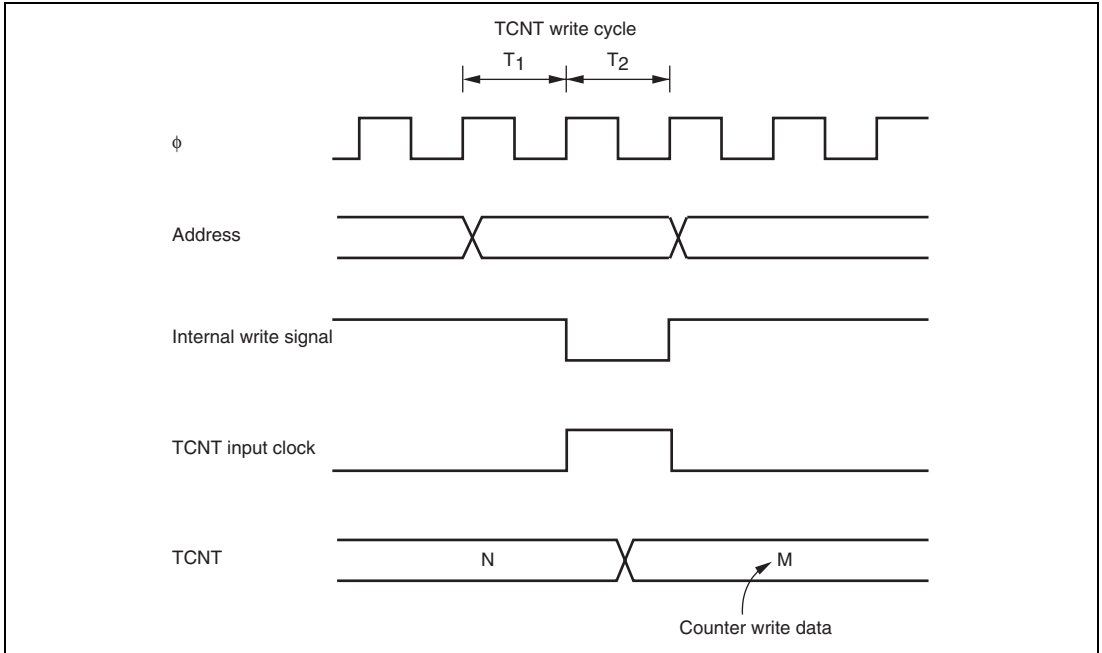 TCNT write cycle
T1 T2
ϕ
Address
Internal write signal
TCNT input clock
TCNT N M
Counter write data